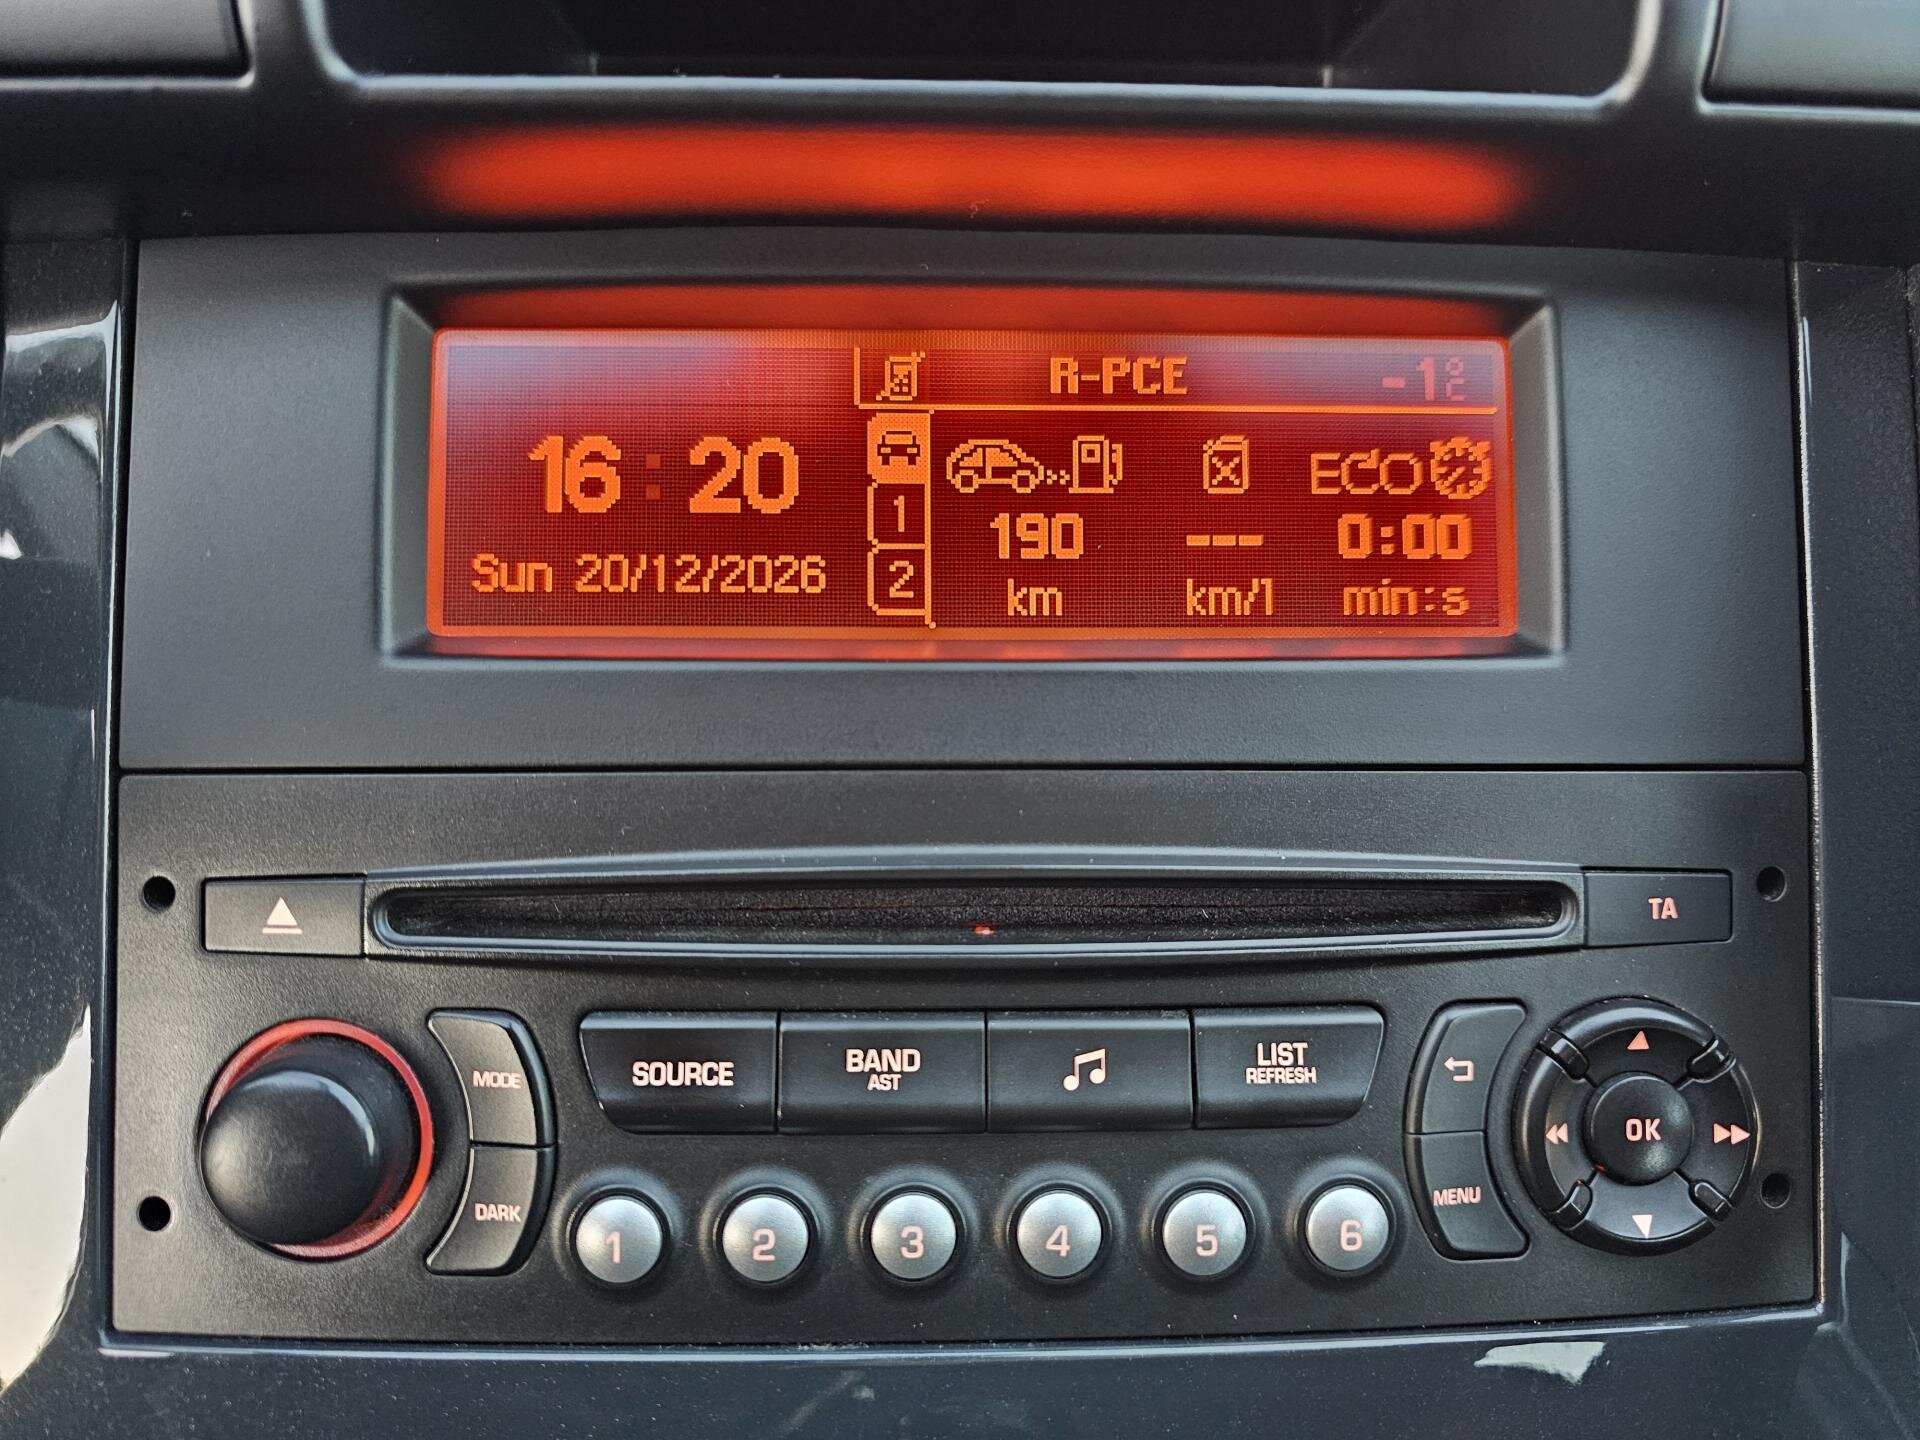 R-PCE -1°C
16:20
ECO
1
190 --- 0:00
Sun 20/12/2026
2
km km/l min:s
TA
SOURCE
BAND
AST
LIST
REFRESH
MODE
OK
DARK
MENU
1 2 3 4 5 6